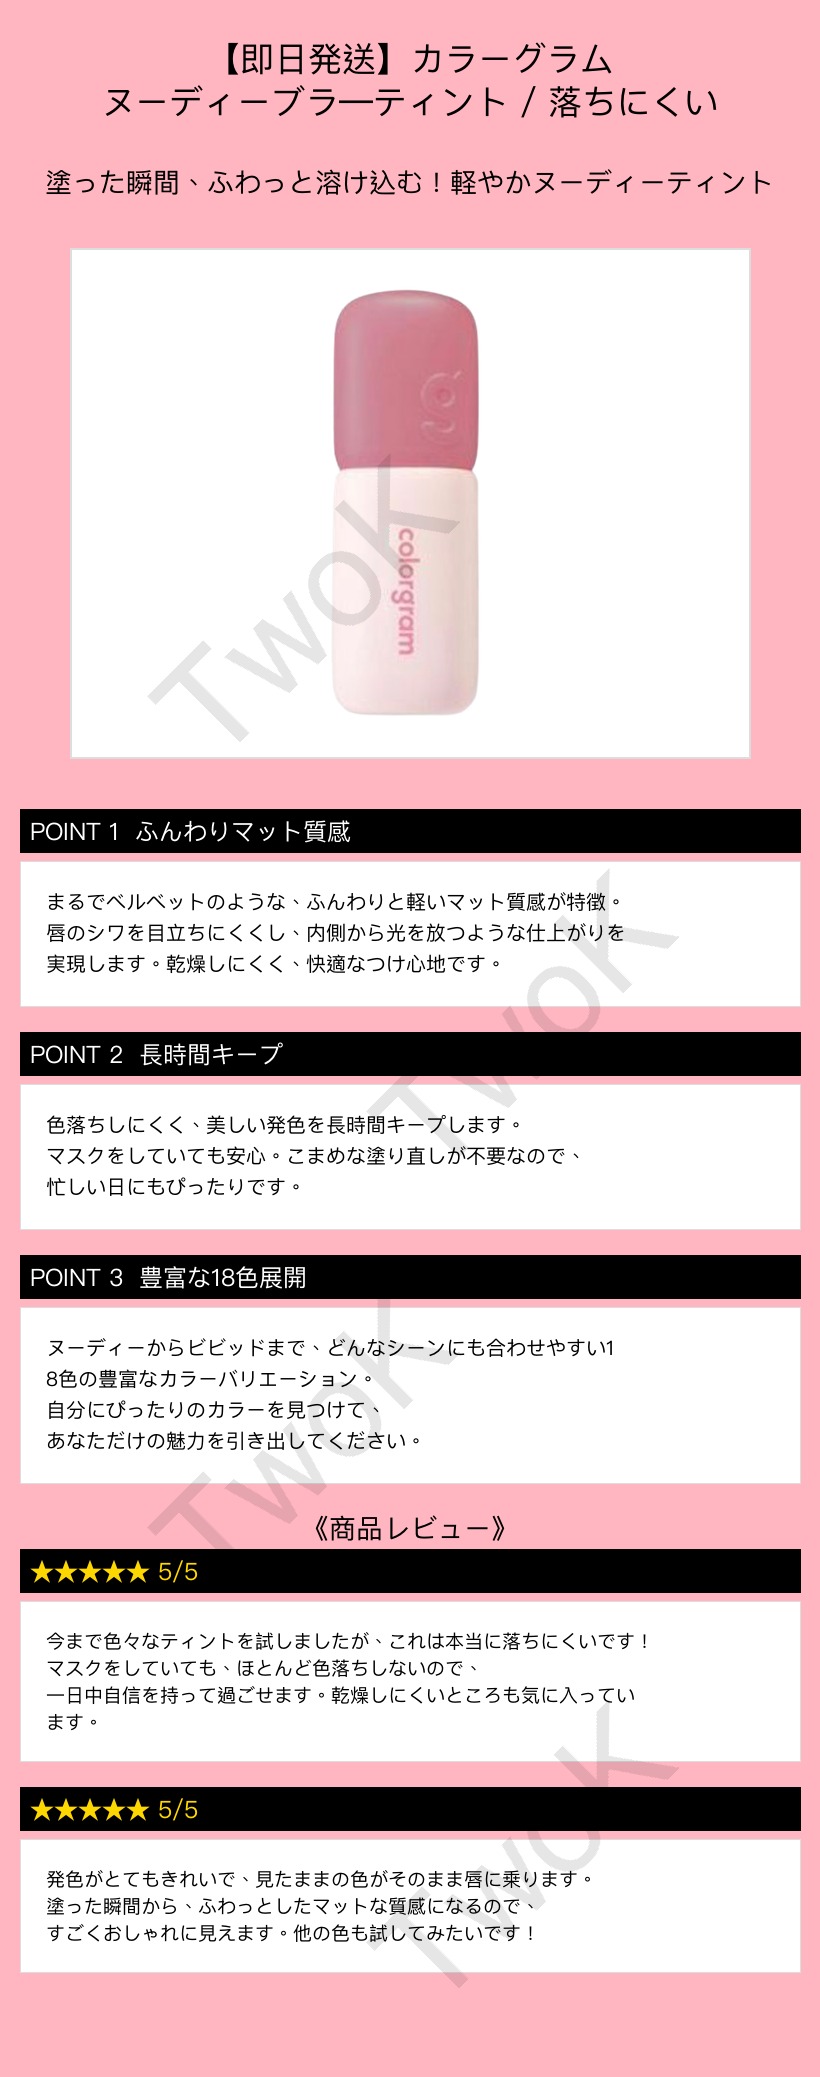 【即日発送】カラーグラム
ヌーディーブラーティント / 落ちにくい
塗った瞬間、ふわっと溶け込む！軽やかヌーディーティント
colorgram
TwoK
POINT 1 ふんわりマット質感
まるでベルベットのような、ふんわりと軽いマット質感が特徴。
唇のシワを目立ちにくくし、内側から光を放つような仕上がりを
実現します。乾燥しにくく、快適なつけ心地です。
TwoK
POINT 2 長時間キープ
色落ちしにくく、美しい発色を長時間キープします。
マスクをしていても安心。こまめな塗り直しが不要なので、
忙しい日にもぴったりです。
POINT 3 豊富な18色展開
ヌーディーからビビッドまで、どんなシーンにも合わせやすい1
8色の豊富なカラーバリエーション。
自分にぴったりのカラーを見つけて、
あなただけの魅力を引き出してください。
TwoK
《商品レビュー》
★★★★★ 5/5
今まで色々なティントを試しましたが、これは本当に落ちにくいです！
マスクをしていても、ほとんど色落ちしないので、
一日中自信を持って過ごせます。乾燥しにくいところも気に入ってい
ます。
★★★★★ 5/5
発色がとてもきれいで、見たままの色がそのまま唇に乗ります。
塗った瞬間から、ふわっとしたマットな質感になるので、
すごくおしゃれに見えます。他の色も試してみたいです！
TwoK